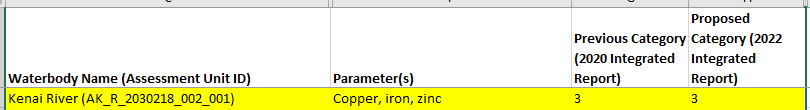 Waterbody Name (Assessment Unit ID) Parameter(s) Previous Category (2020 Integrated Report) Proposed Category (2022 Integrated Report)
Kenai River (AK_R_2030218_002_001) Copper, iron, zinc 3 3